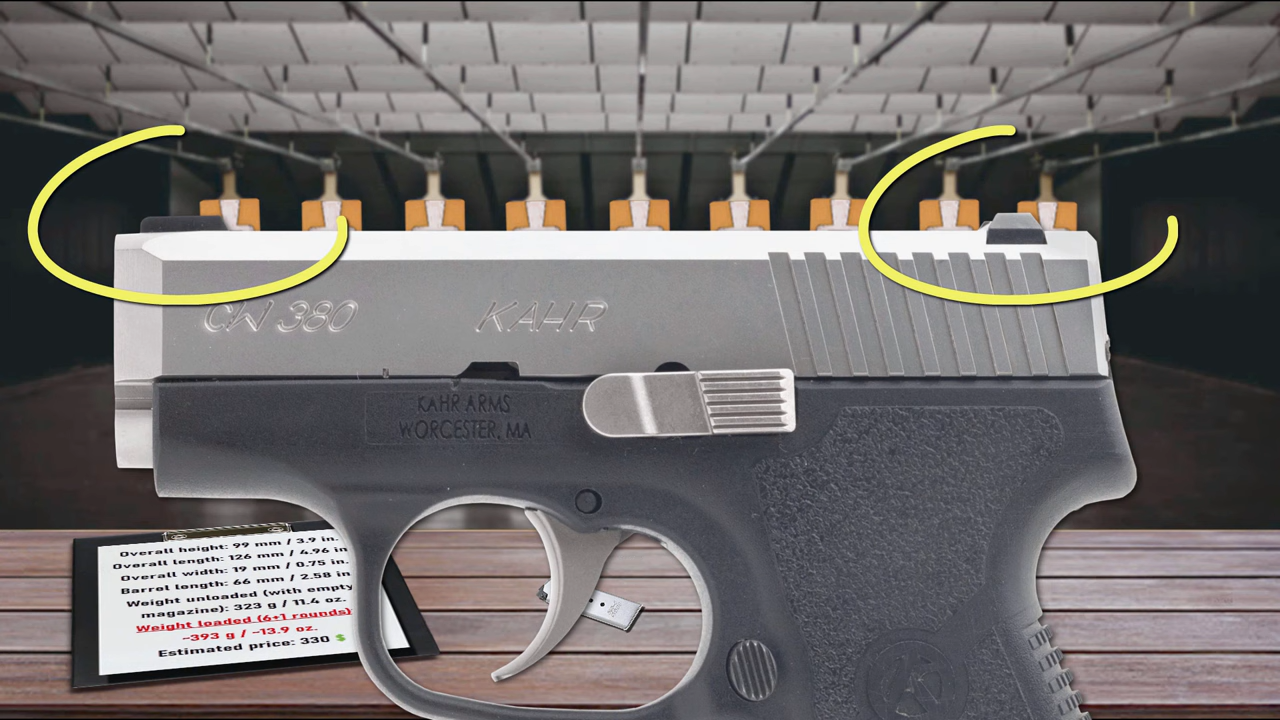 CW 380
KAHR
KAHR ARMS
WORCESTER, MA
Overall height: 99 mm / 3.9 in.
Overall length: 126 mm / 4.96 in
Overall width: 19 mm / 0.75 in.
Barrel length: 66 mm / 2.58 in
Weight unloaded (with empty
magazine): 323 g / 11.4 oz.
Weight loaded (6+1 rounds)
~393 g / ~13.9 oz.
Estimated price: 330 $